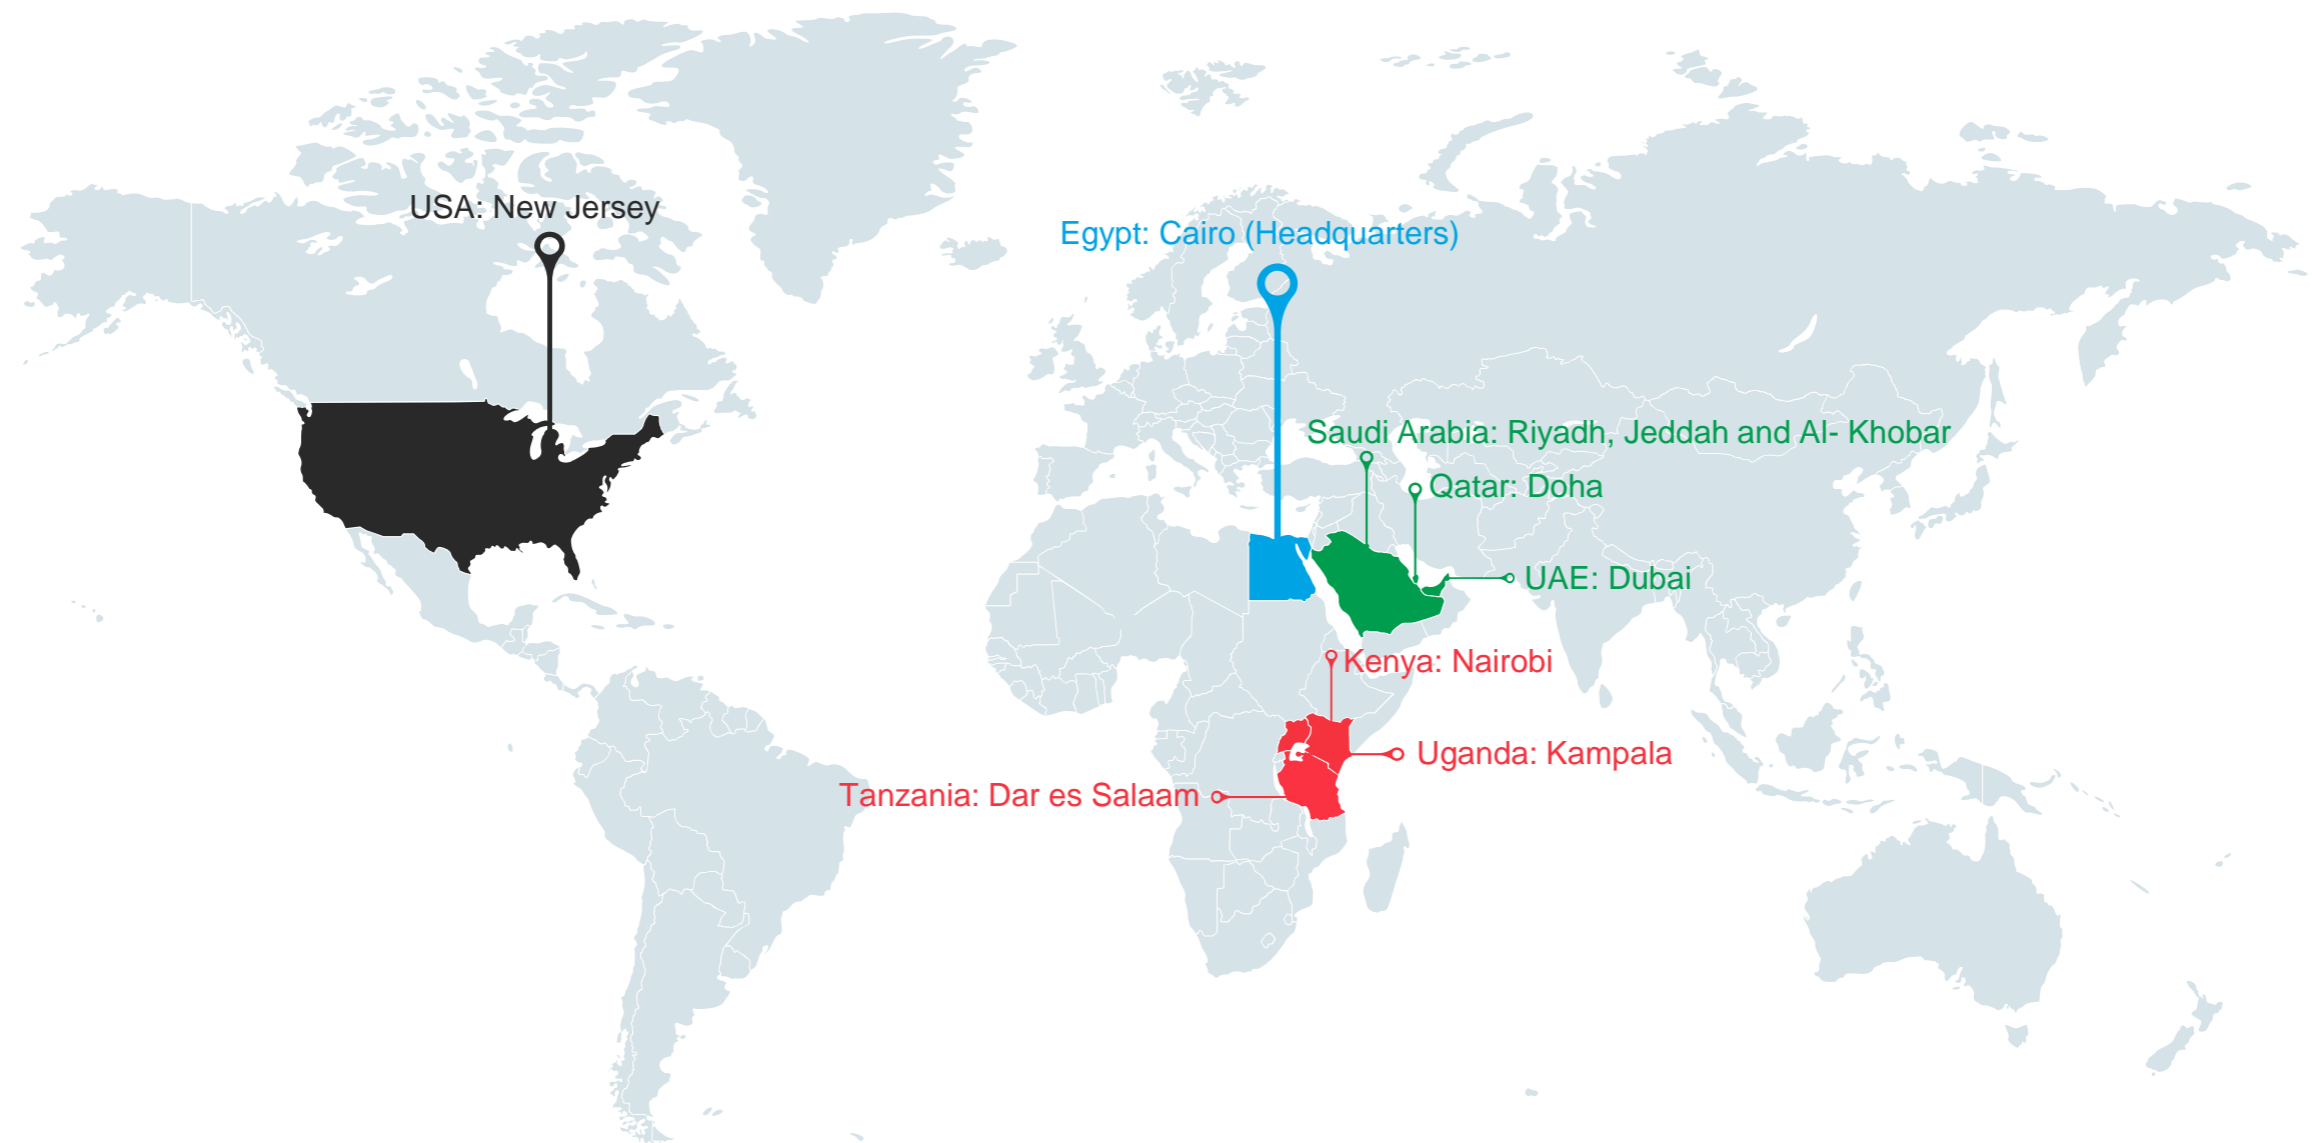 USA: New Jersey
Egypt: Cairo (Headquarters)
Saudi Arabia: Riyadh, Jeddah and Al- Khobar
Qatar: Doha
UAE: Dubai
Kenya: Nairobi
Uganda: Kampala
Tanzania: Dar es Salaam